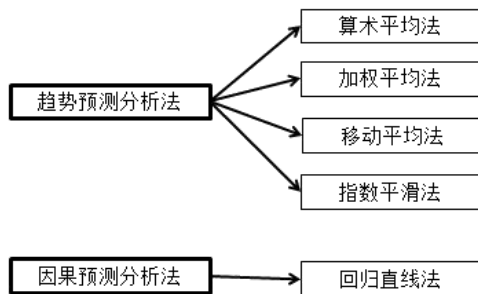 趋势预测分析法
算术平均法
加权平均法
移动平均法
指数平滑法
因果预测分析法
回归直线法